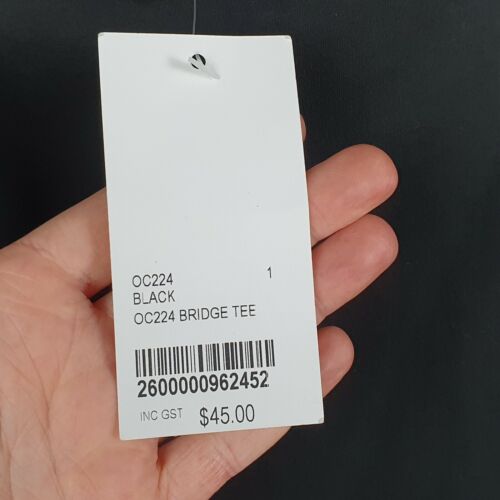 OC224 1
BLACK
OC224 BRIDGE TEE
2600000962452
INC GST $45.00